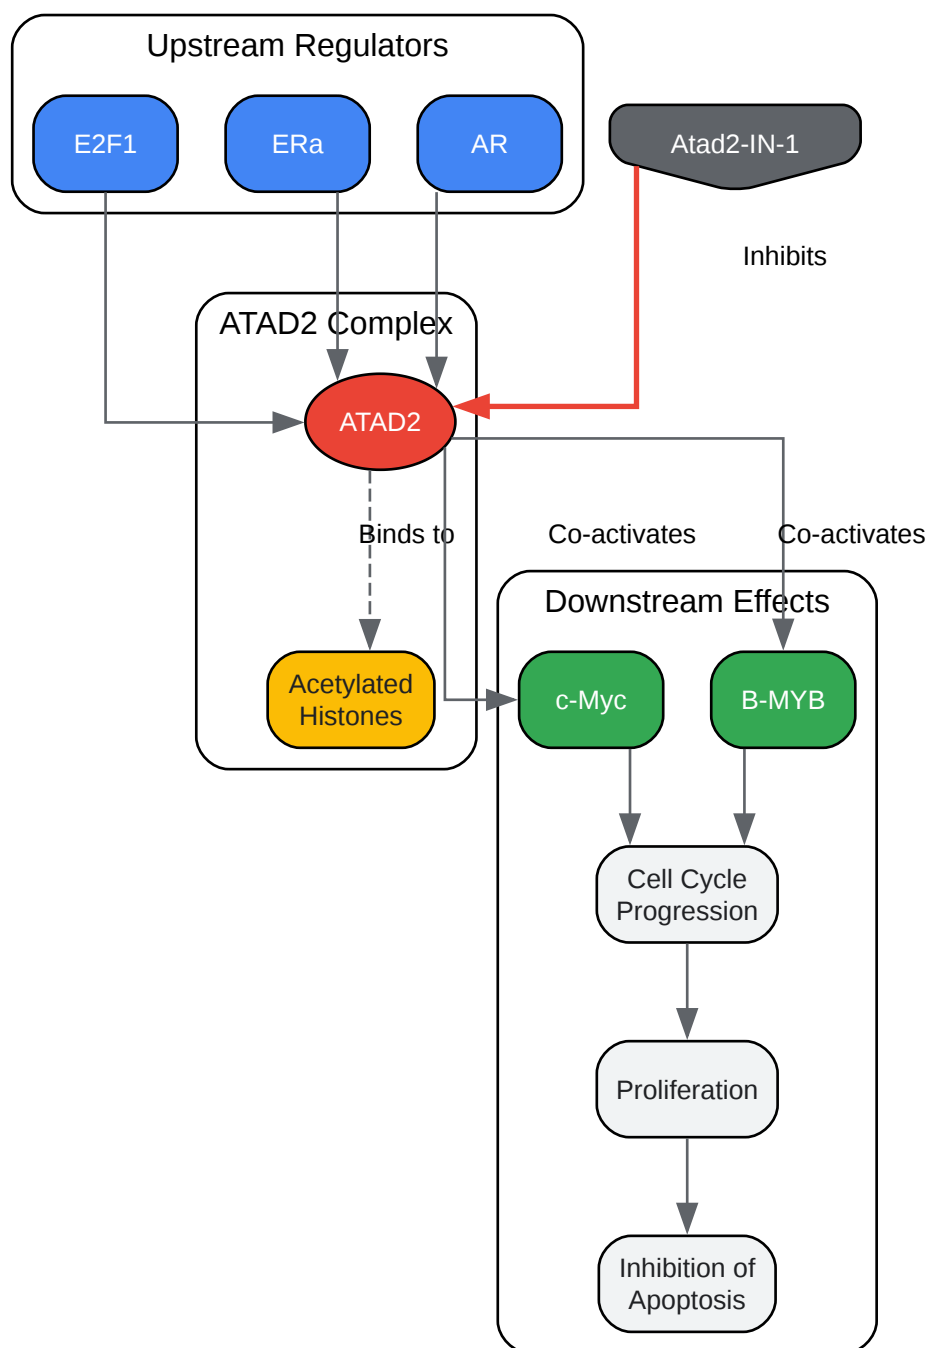 Upstream Regulators
E2F1
ERa
AR
Atad2-IN-1
Inhibits
ATAD2 Complex
ATAD2
Binds to
Co-activates
Co-activates
Downstream Effects
Acetylated
Histones
c-Myc
B-MYB
Cell Cycle
Progression
Proliferation
Inhibition of
Apoptosis